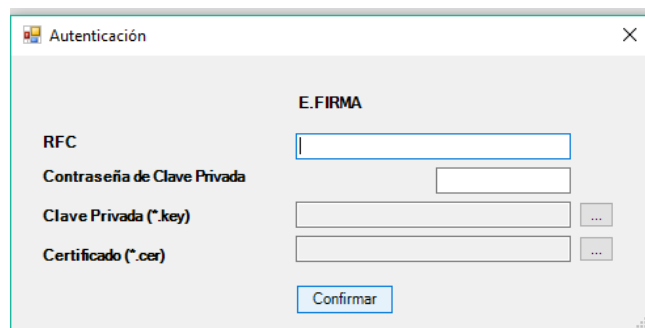 Autenticación
E.FIRMA
RFC
Contraseña de Clave Privada
Clave Privada (*.key)
...
Certificado (*.cer)
...
Confirmar